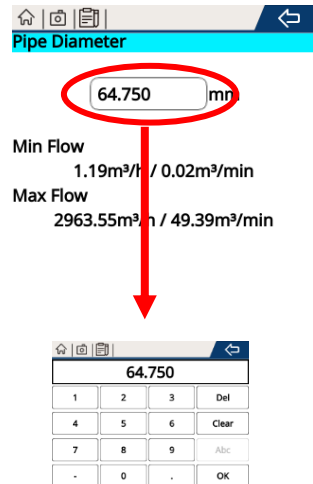 Pipe Diameter
64.750 mm
Min Flow
1.19m³/h / 0.02m³/min
Max Flow
2963.55m³/h / 49.39m³/min
64.750
1 2 3 Del
4 5 6 Clear
7 8 9 Abc
- 0 . OK